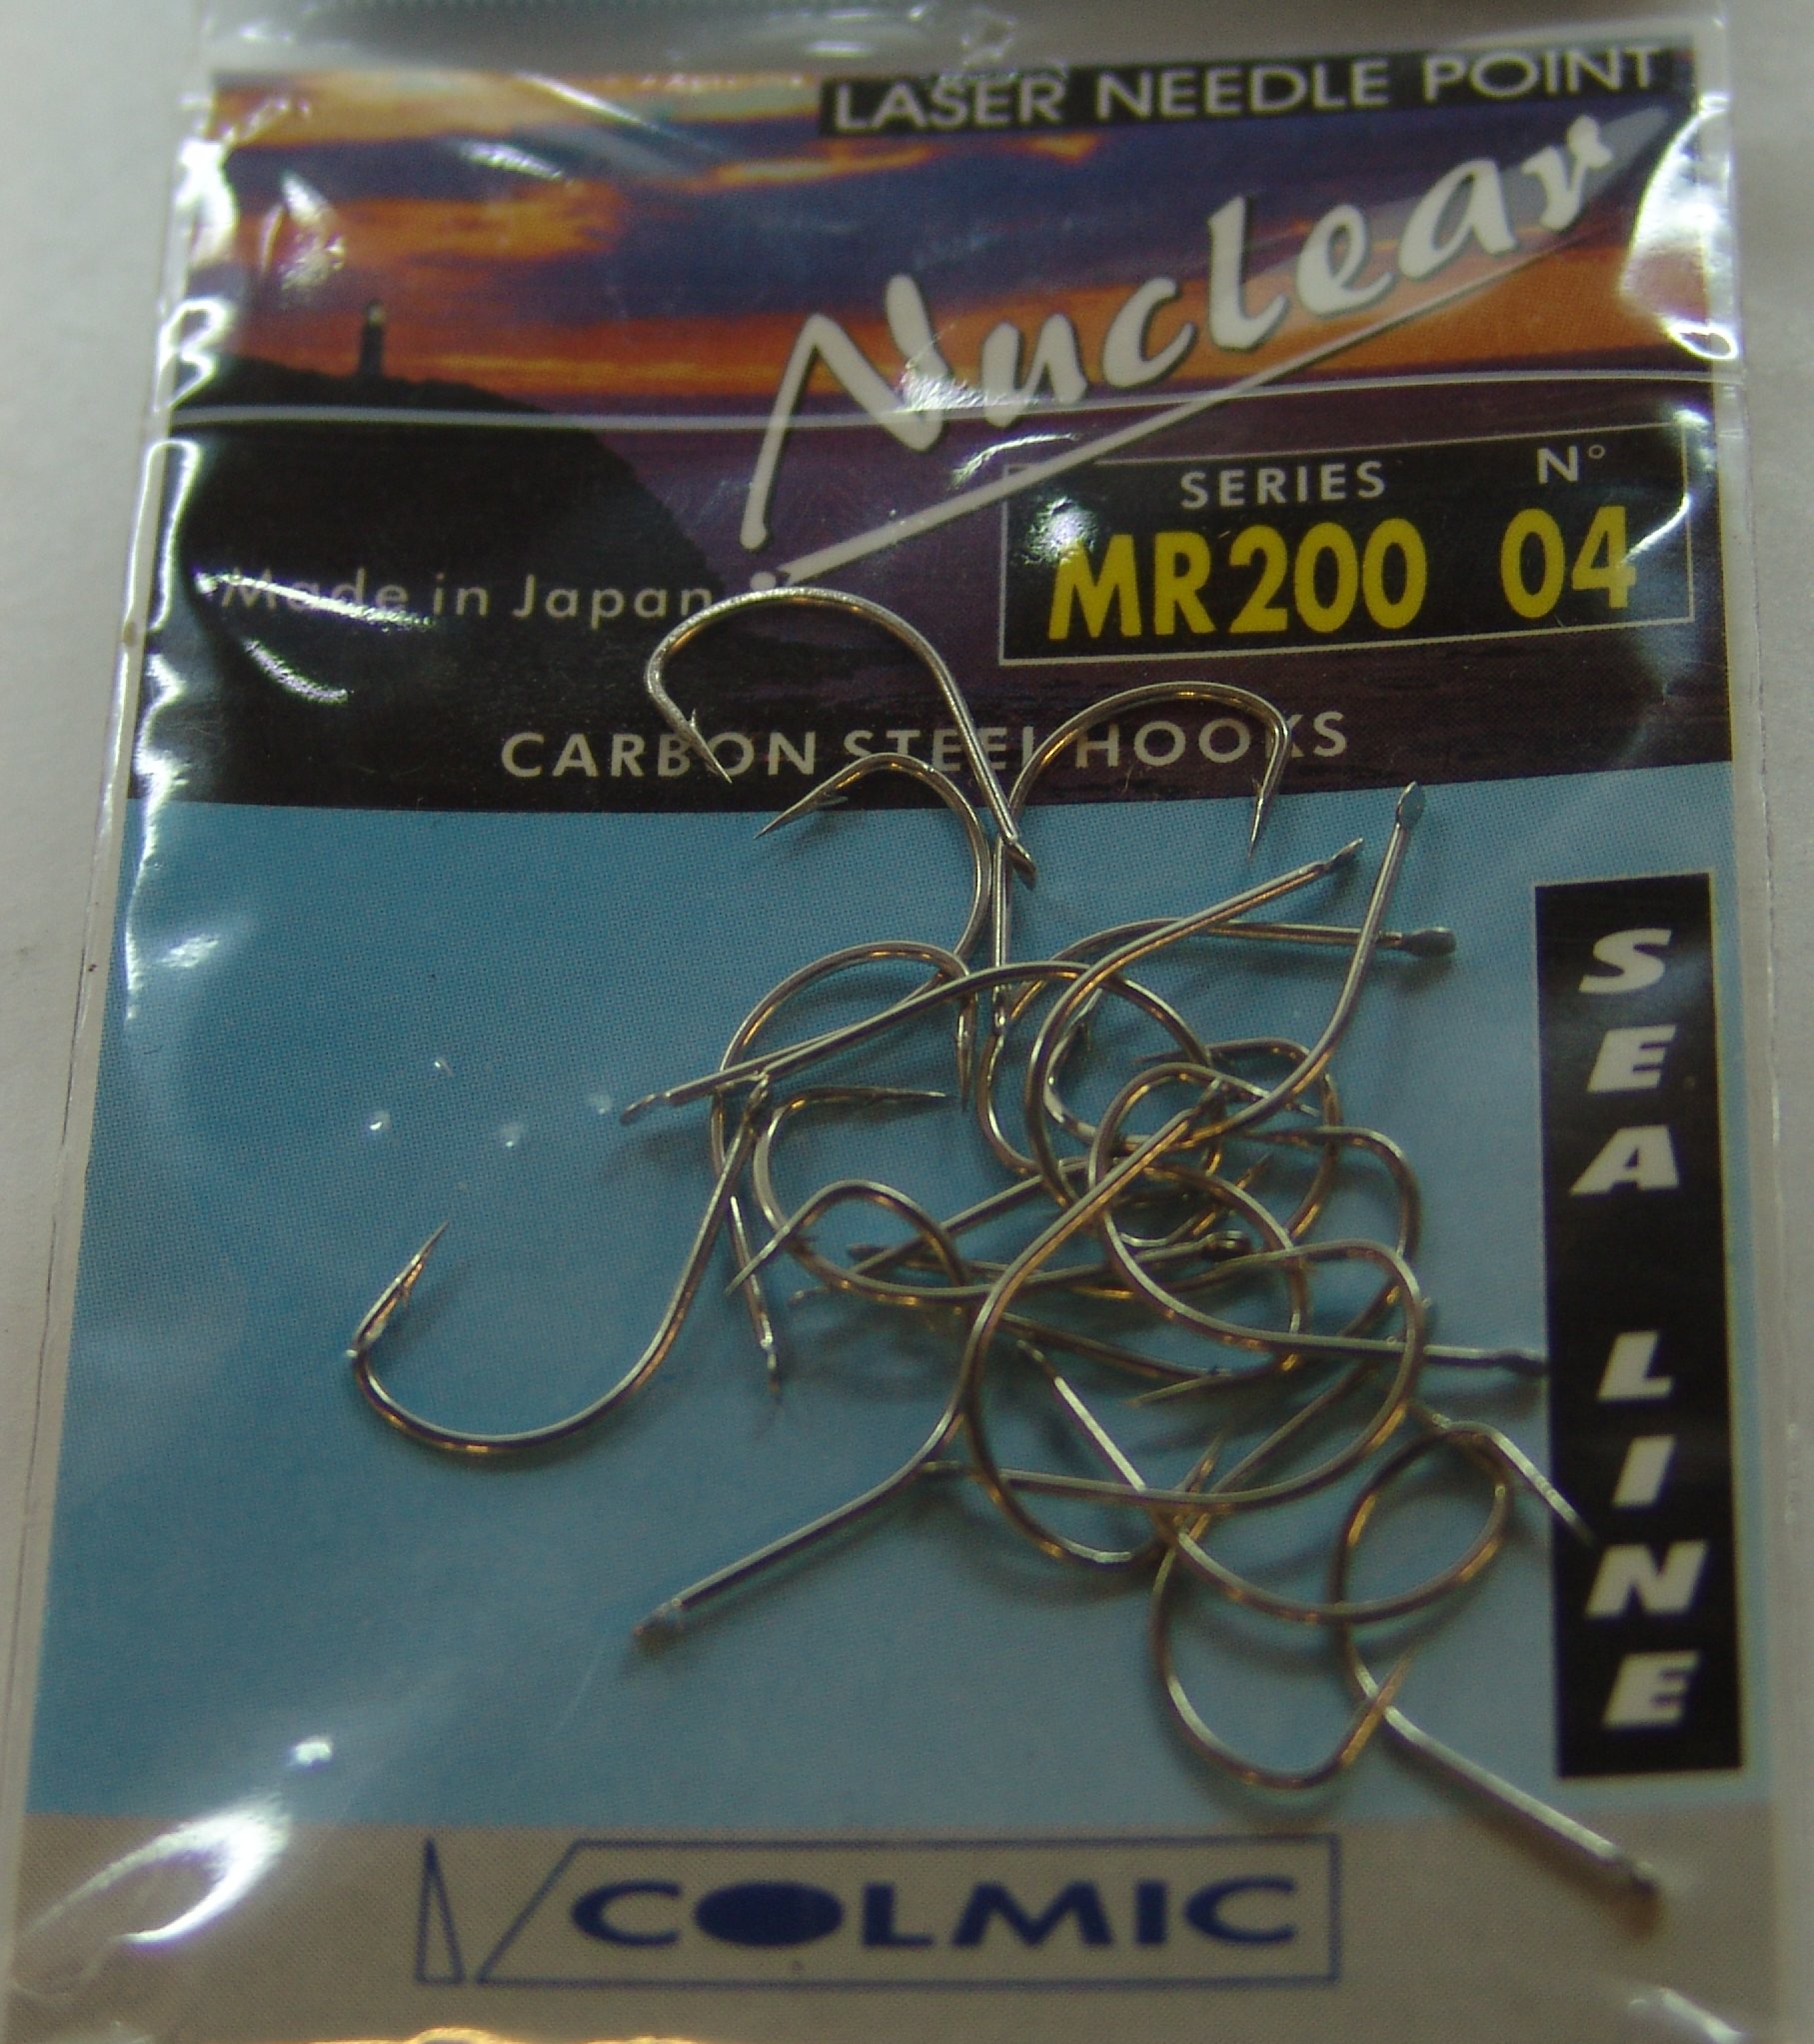 LASER NEEDLE POINT
Nuclear
SERIES N°
MR200 04
Made in Japan
CARBON STEEL HOOKS
SEA LINE
COLMIC